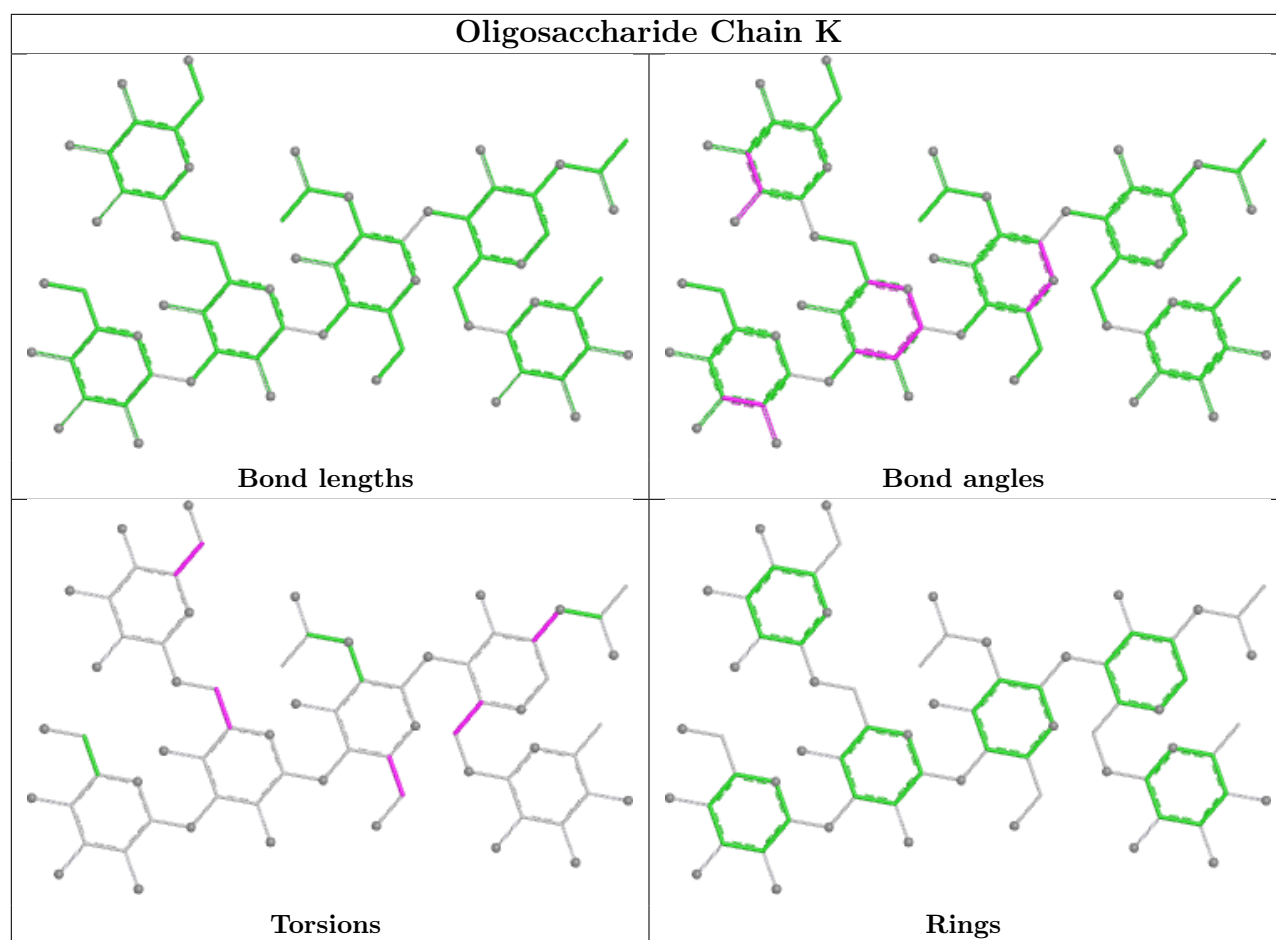 Oligosaccharide Chain K
Bond lengths
Bond angles
Torsions
Rings